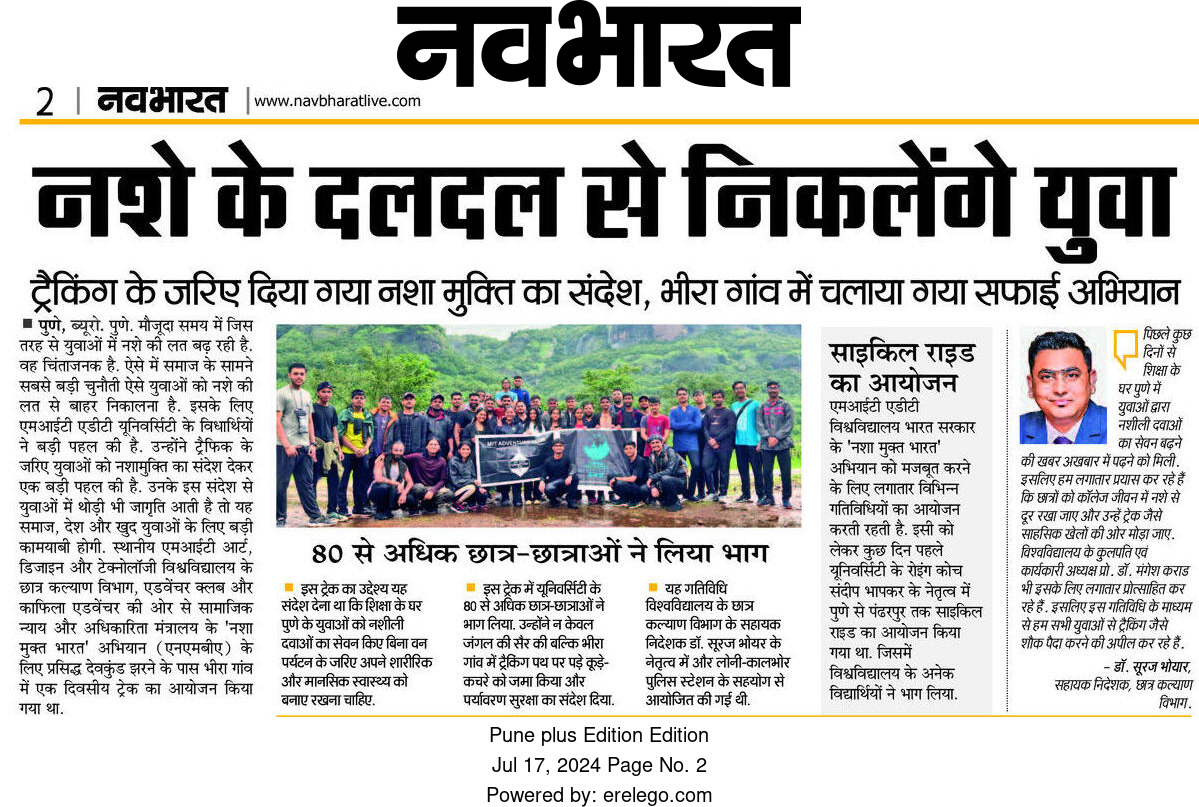 नवभारत
2 | नवभारत | www.navbharatlive.com
नशे के दलदल से निकलेंगे युवा
ट्रैकिंग के जरिए दिया गया नशा मुक्ति का संदेश, भीरा गांव में चलाया गया सफाई अभियान
■ पुणे, ब्यूरो. पुणे. मौजूदा समय में जिस
तरह से युवाओं में नशे की लत बढ़ रही है.
वह चिंताजनक है. ऐसे में समाज के सामने
सबसे बड़ी चुनौती ऐसे युवाओं को नशे की
लत से बाहर निकालना है. इसके लिए
एमआईटी एडीटी यूनिवर्सिटी के विधार्थियों
ने बड़ी पहल की है. उन्होंने ट्रैफिक के
जरिए युवाओं को नशामुक्ति का संदेश देकर
एक बड़ी पहल की है. उनके इस संदेश से
युवाओं में थोड़ी भी जागृति आती है तो यह
समाज, देश और खुद युवाओं के लिए बड़ी
कामयाबी होगी. स्थानीय एमआईटी आर्ट,
डिजाइन और टेक्नोलॉजी विश्वविद्यालय के
छात्र कल्याण विभाग, एडवेंचर क्लब और
काफिला एडवेंचर की ओर से सामाजिक
न्याय और अधिकारिता मंत्रालय के 'नशा
मुक्त भारत' अभियान (एनएमबीए) के
लिए प्रसिद्ध देवकुंड झरने के पास भीरा गांव
में एक दिवसीय ट्रेक का आयोजन किया
गया था.
MIT ADVENTURE
80 से अधिक छात्र-छात्राओं ने लिया भाग
■ इस ट्रेक का उद्देश्य यह
संदेश देना था कि शिक्षा के घर
पुणे के युवाओं को नशीली
दवाओं का सेवन किए बिना वन
पर्यटन के जरिए अपने शारीरिक
और मानसिक स्वास्थ्य को
बनाए रखना चाहिए.
■ इस ट्रेक में यूनिवर्सिटी के
80 से अधिक छात्र-छात्राओं ने
भाग लिया. उन्होंने न केवल
जंगल की सैर की बल्कि भीरा
गांव में ट्रैकिंग पथ पर पड़े कूड़े-
कचरे को जमा किया और
पर्यावरण सुरक्षा का संदेश दिया.
■ यह गतिविधि
विश्वविद्यालय के छात्र
कल्याण विभाग के सहायक
निदेशक डॉ. सूरज भोयर के
नेतृत्व में और लोनी-कालभोर
पुलिस स्टेशन के सहयोग से
आयोजित की गई थी.
साइकिल राइड
का आयोजन
एमआईटी एडीटी
विश्वविद्यालय भारत सरकार
के 'नशा मुक्त भारत'
अभियान को मजबूत करने
के लिए लगातार विभिन्न
गतिविधियों का आयोजन
करती रहती है. इसी को
लेकर कुछ दिन पहले
यूनिवर्सिटी के रोइंग कोच
संदीप भापकर के नेतृत्व में
पुणे से पंढरपुर तक साइकिल
राइड का आयोजन किया
गया था. जिसमें
विश्वविद्यालय के अनेक
विद्यार्थियों ने भाग लिया.
पिछले कुछ
दिनों से
शिक्षा के
घर पुणे में
युवाओं द्वारा
नशीली दवाओं
का सेवन बढ़ने
की खबर अखबार में पढ़ने को मिली.
इसलिए हम लगातार प्रयास कर रहे हैं
कि छात्रों को कॉलेज जीवन में नशे से
दूर रखा जाए और उन्हें ट्रेक जैसे
साहसिक खेलों की ओर मोड़ा जाए.
विश्वविद्यालय के कुलपति एवं
कार्यकारी अध्यक्ष प्रो. डॉ. मंगेश कराड
भी इसके लिए लगातार प्रोत्साहित कर
रहे हैं. इसलिए इस गतिविधि के माध्यम
से हम सभी युवाओं से ट्रैकिंग जैसे
शौक पैदा करने की अपील कर रहे हैं.
– डॉ. सूरज भोयार,
सहायक निदेशक, छात्र कल्याण
विभाग.
Pune plus Edition Edition
Jul 17, 2024 Page No. 2
Powered by: erelego.com